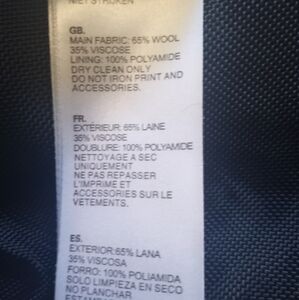 NIET STRIJKEN
GB.
MAIN FABRIC: 65% WOOL
35% VISCOSE
LINING: 100% POLYAMIDE
DRY CLEAN ONLY
DO NOT IRON PRINT AND
ACCESSORIES.
FR.
EXTERIEUR: 65% LAINE
35% VISCOSE
DOUBLURE: 100% POLYAMIDE
NETTOYAGE A SEC
UNIQUEMENT
NE PAS REPASSER
L'IMPRIME ET
ACCESSORIES SUR LE
VETEMENTS.
ES.
EXTERIOR:65% LANA
35% VISCOSA
FORRO: 100% POLIAMIDA
SOLO LIMPIEZA EN SECO
NO PLANCHAR